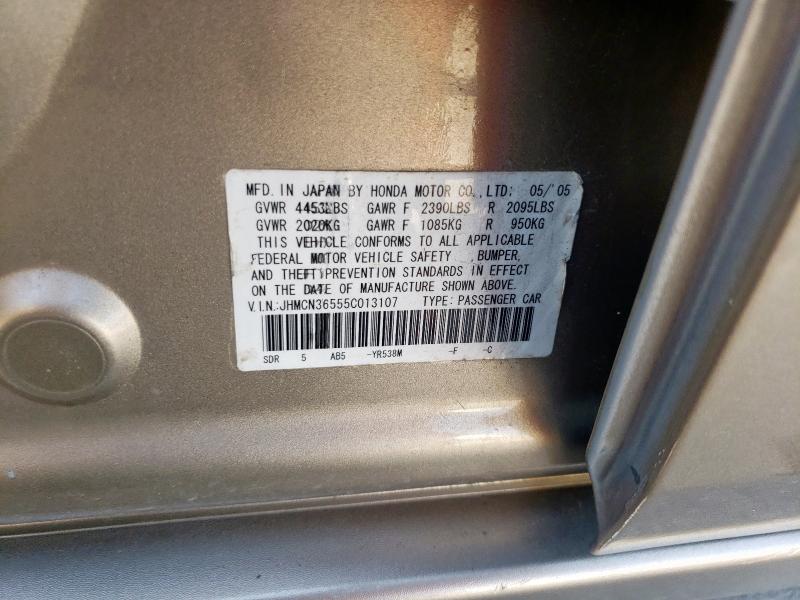 MFD. IN JAPAN BY HONDA MOTOR CO., LTD: 05/'05
GVWR 4453LBS GAWR F 2390LBS R 2095LBS
GVWR 2020KG GAWR F 1085KG R 950KG
THIS VEHICLE CONFORMS TO ALL APPLICABLE
FEDERAL MOTOR VEHICLE SAFETY , BUMPER,
AND THEFT PREVENTION STANDARDS IN EFFECT
ON THE DATE OF MANUFACTURE SHOWN ABOVE.
V.I.N.:JHMCN36555C013107 TYPE: PASSENGER CAR
SDR 5 AB5 -YR538M -F -C